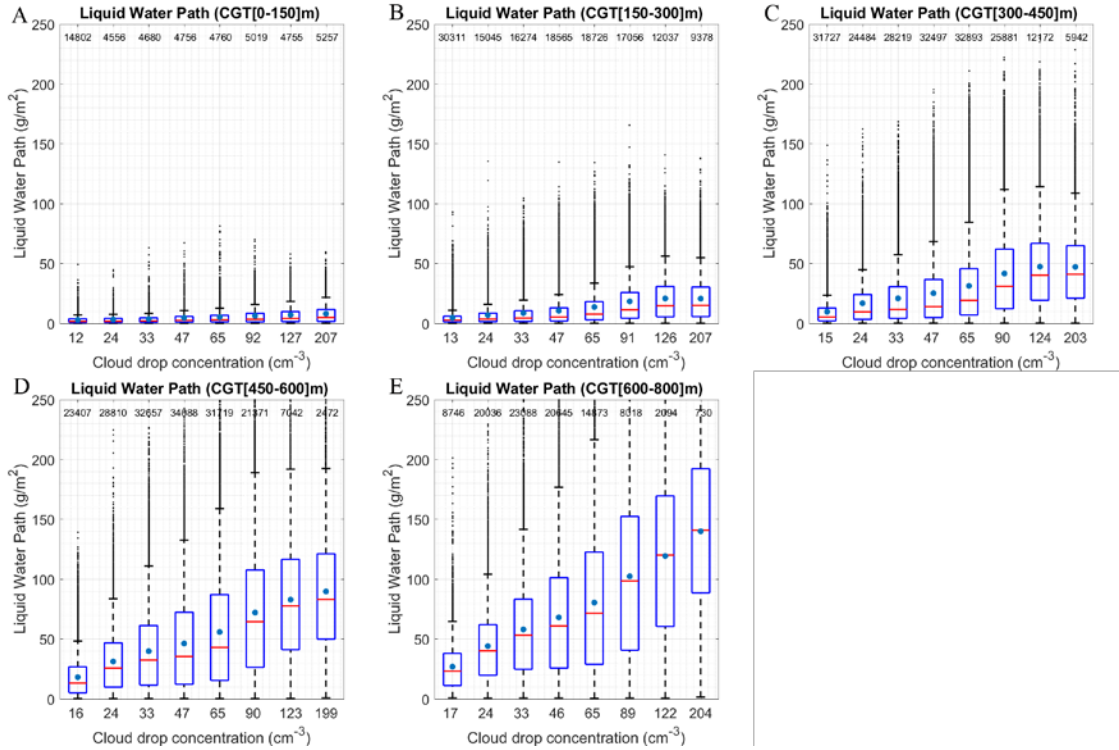 A
Liquid Water Path (CGT[0-150]m)
250
200
150
100
50
0
Liquid Water Path (g/m²)
14802 4556 4680 4756 4760 5019 4755 5257
12 24 33 47 65 92 127 207
Cloud drop concentration (cm⁻³)
B
Liquid Water Path (CGT[150-300]m)
250
200
150
100
50
0
Liquid Water Path (g/m²)
30311 15045 16274 18565 18726 17056 12037 9378
13 24 33 47 65 91 126 207
Cloud drop concentration (cm⁻³)
C
Liquid Water Path (CGT[300-450]m)
250
200
150
100
50
0
Liquid Water Path (g/m²)
31727 24484 28219 32497 32893 25881 12172 5942
15 24 33 47 65 90 124 203
Cloud drop concentration (cm⁻³)
D
Liquid Water Path (CGT[450-600]m)
250
200
150
100
50
0
Liquid Water Path (g/m²)
23407 28810 32657 7042 2472
16 24 33 47 65 90 123 199
Cloud drop concentration (cm⁻³)
E
Liquid Water Path (CGT[600-800]m)
250
200
150
100
50
0
Liquid Water Path (g/m²)
8746 20036 20645 2094 730
17 24 33 46 65 89 122 204
Cloud drop concentration (cm⁻³)